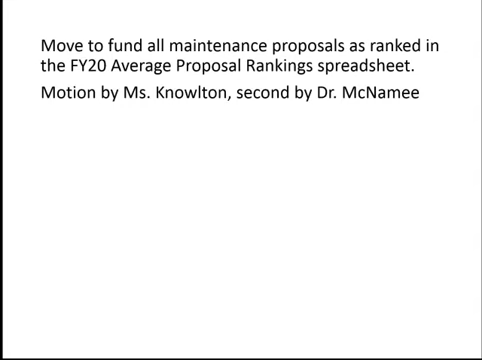 Move to fund all maintenance proposals as ranked in
the FY20 Average Proposal Rankings spreadsheet.
Motion by Ms. Knowlton, second by Dr. McNamee